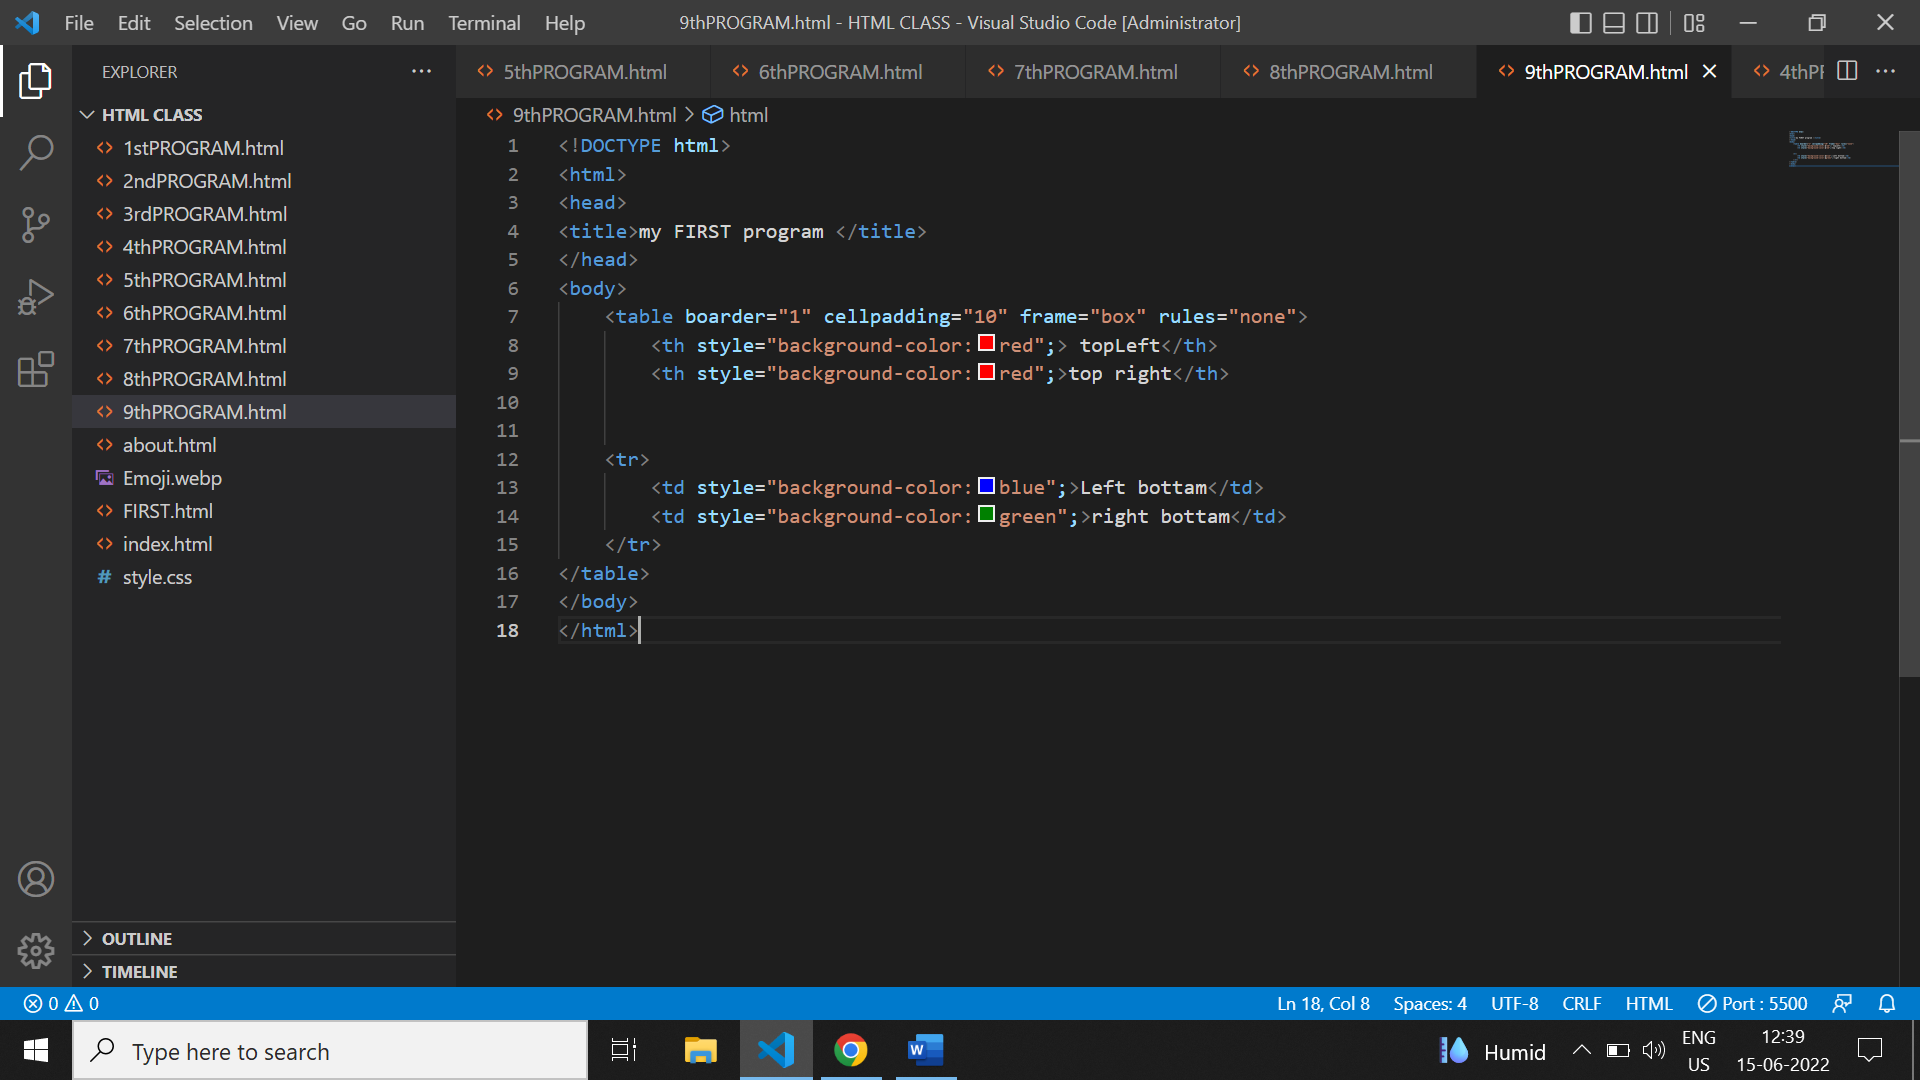 File Edit Selection View Go Run Terminal Help
9thPROGRAM.html - HTML CLASS - Visual Studio Code [Administrator]
EXPLORER
HTML CLASS
1stPROGRAM.html
2ndPROGRAM.html
3rdPROGRAM.html
4thPROGRAM.html
5thPROGRAM.html
6thPROGRAM.html
7thPROGRAM.html
8thPROGRAM.html
9thPROGRAM.html
about.html
Emoji.webp
FIRST.html
index.html
style.css
OUTLINE
TIMELINE
5thPROGRAM.html 6thPROGRAM.html 7thPROGRAM.html 8thPROGRAM.html 9thPROGRAM.html 4thPR
9thPROGRAM.html > html
1 <!DOCTYPE html>
2 <html>
3 <head>
4 <title>my FIRST program </title>
5 </head>
6 <body>
7 <table boarder="1" cellpadding="10" frame="box" rules="none">
8 <th style="background-color:red";> topLeft</th>
9 <th style="background-color:red";>top right</th>
10
11
12 <tr>
13 <td style="background-color:blue";>Left bottam</td>
14 <td style="background-color:green";>right bottam</td>
15 </tr>
16 </table>
17 </body>
18 </html>
0 0
Ln 18, Col 8 Spaces: 4 UTF-8 CRLF HTML Port : 5500
Type here to search
Humid
ENG
US
12:39
15-06-2022